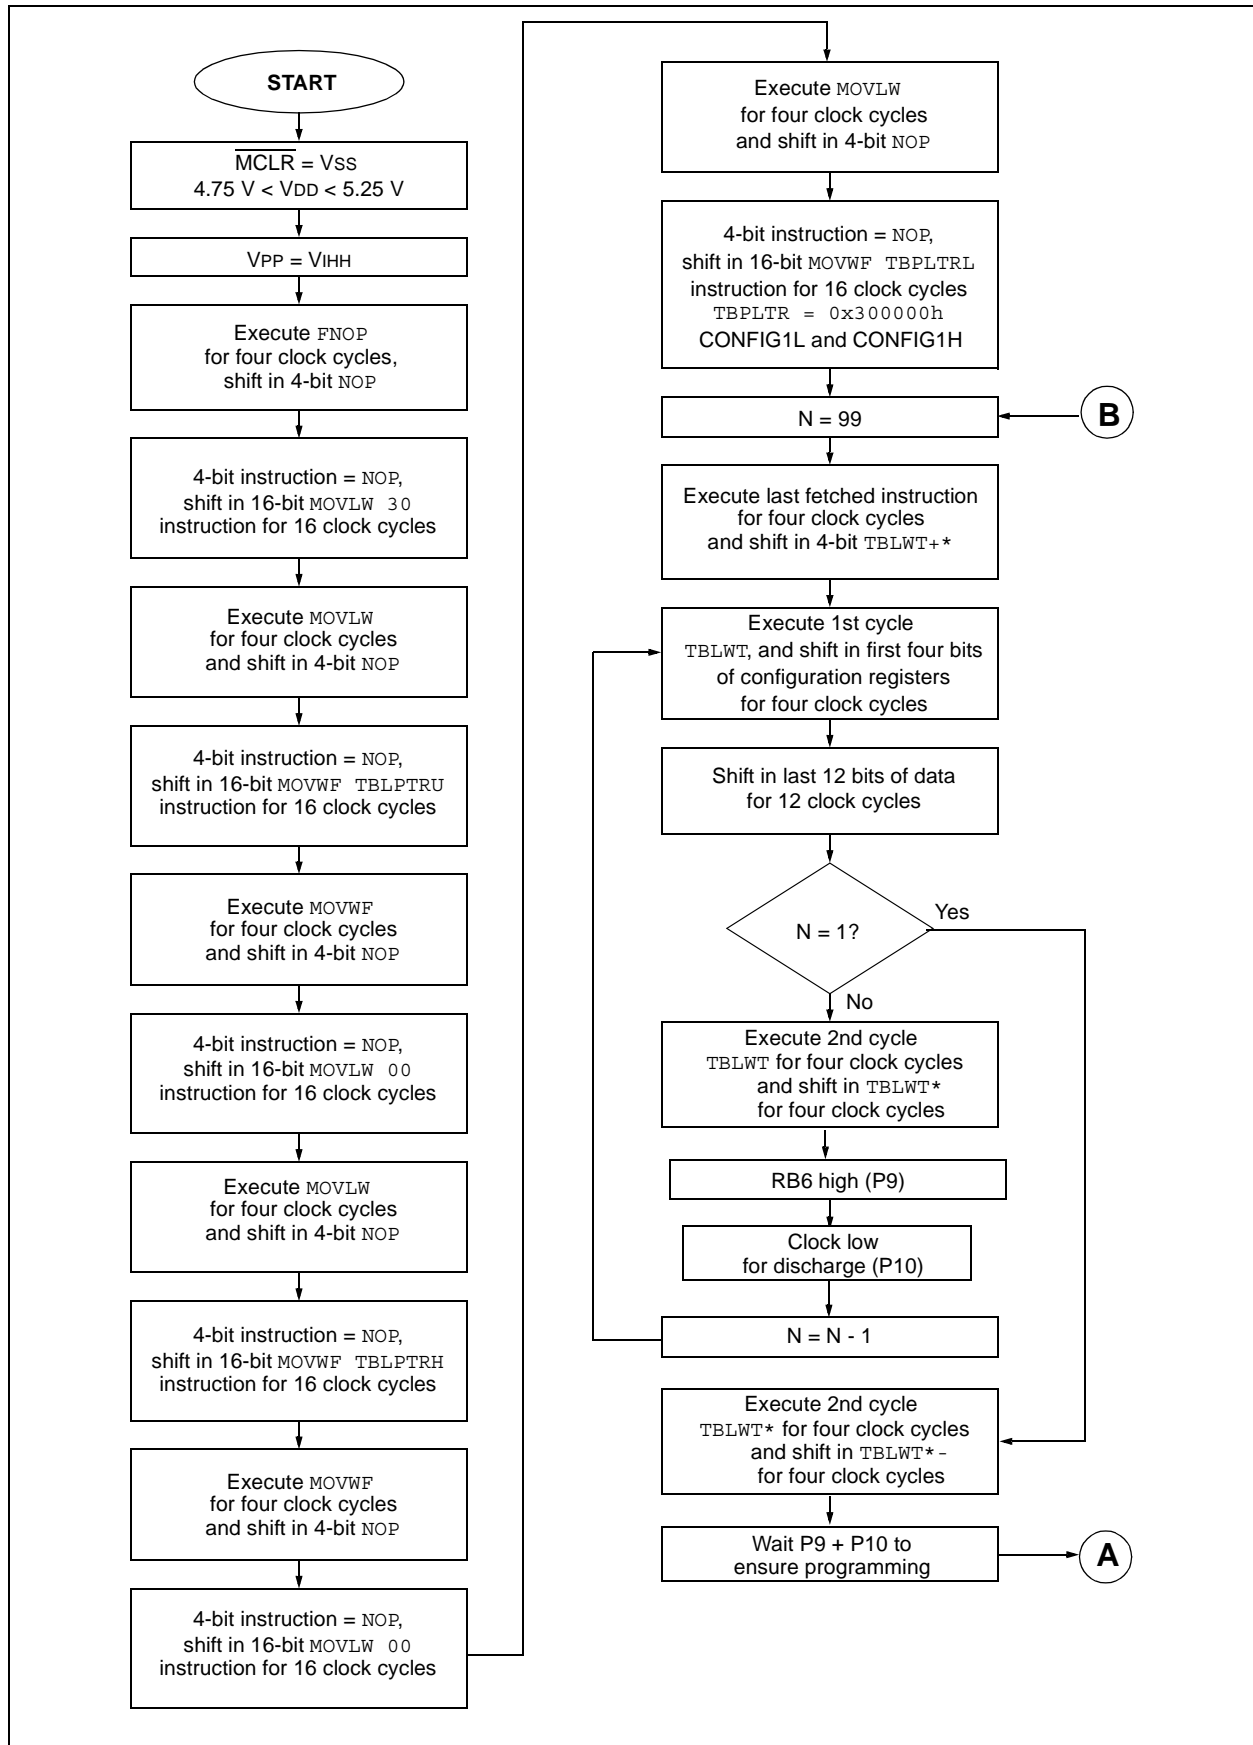 START
MCLR = VSS
4.75 V < VDD < 5.25 V
VPP = VIHH
Execute FNOP
for four clock cycles,
shift in 4-bit NOP
4-bit instruction = NOP,
shift in 16-bit MOVLW 30
instruction for 16 clock cycles
Execute MOVLW
for four clock cycles
and shift in 4-bit NOP
4-bit instruction = NOP,
shift in 16-bit MOVWF TBLPTRU
instruction for 16 clock cycles
Execute MOVWF
for four clock cycles
and shift in 4-bit NOP
4-bit instruction = NOP,
shift in 16-bit MOVLW 00
instruction for 16 clock cycles
Execute MOVLW
for four clock cycles
and shift in 4-bit NOP
4-bit instruction = NOP,
shift in 16-bit MOVWF TBLPTRH
instruction for 16 clock cycles
Execute MOVWF
for four clock cycles
and shift in 4-bit NOP
4-bit instruction = NOP,
shift in 16-bit MOVLW 00
instruction for 16 clock cycles
Execute MOVLW
for four clock cycles
and shift in 4-bit NOP
4-bit instruction = NOP,
shift in 16-bit MOVWF TBPLTRL
instruction for 16 clock cycles
TBPLTR = 0x300000h
CONFIG1L and CONFIG1H
N = 99
B
Execute last fetched instruction
for four clock cycles
and shift in 4-bit TBLWT+*
Execute 1st cycle
TBLWT, and shift in first four bits
of configuration registers
for four clock cycles
Shift in last 12 bits of data
for 12 clock cycles
N = 1?
Yes
No
Execute 2nd cycle
TBLWT for four clock cycles
and shift in TBLWT*
for four clock cycles
RB6 high (P9)
Clock low
for discharge (P10)
N = N - 1
Execute 2nd cycle
TBLWT* for four clock cycles
and shift in TBLWT*-
for four clock cycles
Wait P9 + P10 to
ensure programming
A